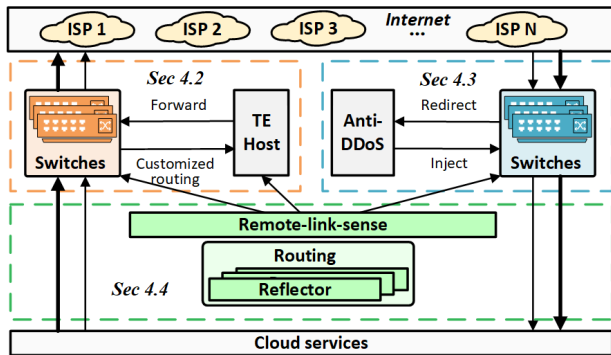 Internet
ISP 1 ISP 2 ISP 3 ... ISP N
Sec 4.2
Forward
Switches
TE
Host
Customized
routing
Sec 4.3
Redirect
Anti-
DDoS
Switches
Inject
Remote-link-sense
Routing
Reflector
Sec 4.4
Cloud services